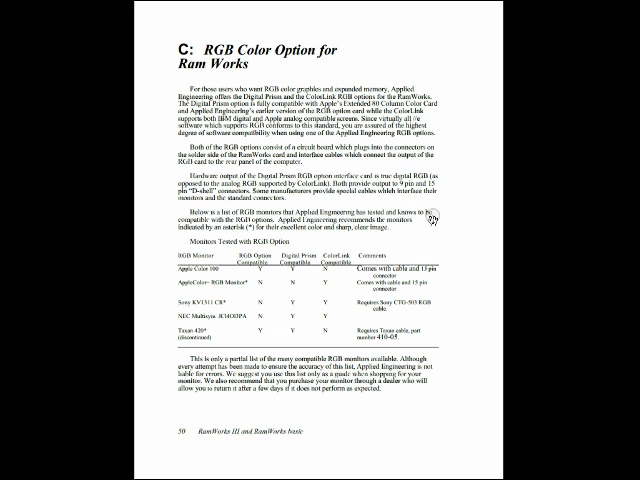 C: RGB Color Option for
Ram Works
For those users who want RGB color graphics and expanded memory, Applied
Engineering offers the Digital Prism and the ColorLink RGB options for the RamWorks.
The Digital Prism option is fully compatible with Apple's Extended 80 Column Color Card
and Applied Engineering's earlier version of the RGB option card while the ColorLink
supports both IBM digital and Apple analog compatible screens. Since virtually all //e
software which supports RGB conforms to this standard, you are assured of the highest
degree of software compatibility when using one of the Applied Engineering RGB options.
Both of the RGB options consist of a circuit board which plugs into the connectors on
the solder side of the RamWorks card and interface cables which connect the output of the
RGB card to the rear panel of the computer.
Hardware output of the Digital Prism RGB option interface card is true digital RGB (as
opposed to the analog RGB supported by ColorLink). Both provide output to 9 pin and 15
pin "D-shell" connectors. Some manufacturers provide special cables which interface their
monitors and the standard connectors.
Below is a list of RGB monitors that Applied Engineering has tested and knows to be
compatible with the RGB options. Applied Engineering recommends the monitors
indicated by an asterisk (*) for their excellent color and sharp, clear image.
Monitors Tested with RGB Option
RGB Monitor RGB Option Digital Prism ColorLink Comments
Compatible Compatible Compatible
Apple Color 100 Y Y N Comes with cable and 15 pin
connector
AppleColor- RGB Monitor* N N Y Comes with cable and 15 pin
connector
Sony KV1311 CR* N Y Y Requires Sony CTG-503 RGB
cable.
NEC Multisync JC1401P3A N Y Y
Taxan 420* Y Y N Requires Texan cable, part
(discontinued) number 410-05.
This is only a partial list of the many compatible RGB monitors available. Although
every attempt has been made to ensure the accuracy of this list, Applied Engineering is not
liable for errors. We suggest you use this list only as a guide when shopping for your
monitor. We also recommend that you purchase your monitor through a dealer who will
allow you to return it after a few days if it does not perform as expected.
50 RamWorks III and RamWorks basic